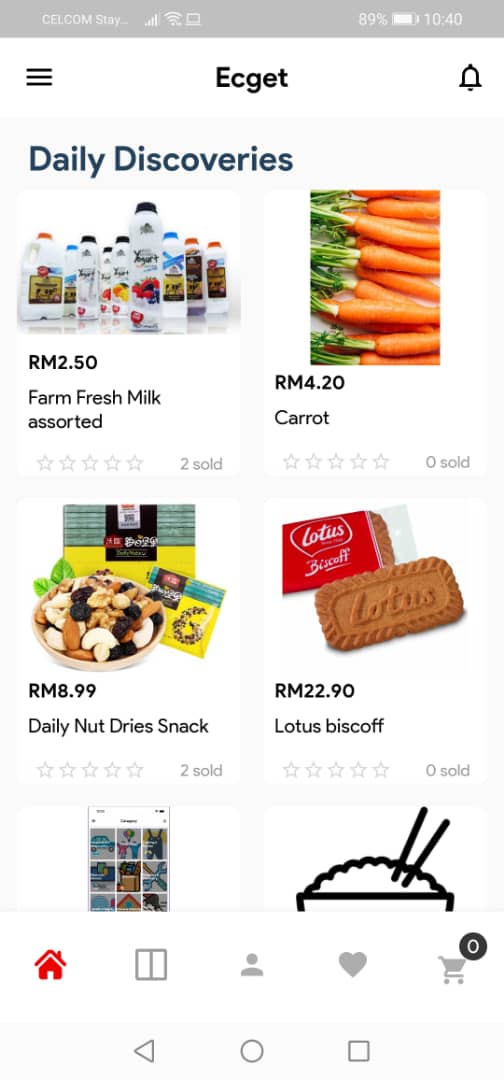 CELCOM Stay...
89%
10:40
Ecget
Daily Discoveries
Yogurt
RM2.50
Farm Fresh Milk
assorted
2 sold
RM4.20
Carrot
0 sold
Daily Nature
RM8.99
Daily Nut Dries Snack
2 sold
Lotus
Biscoff
Lotus
RM22.90
Lotus biscoff
0 sold
Category
0